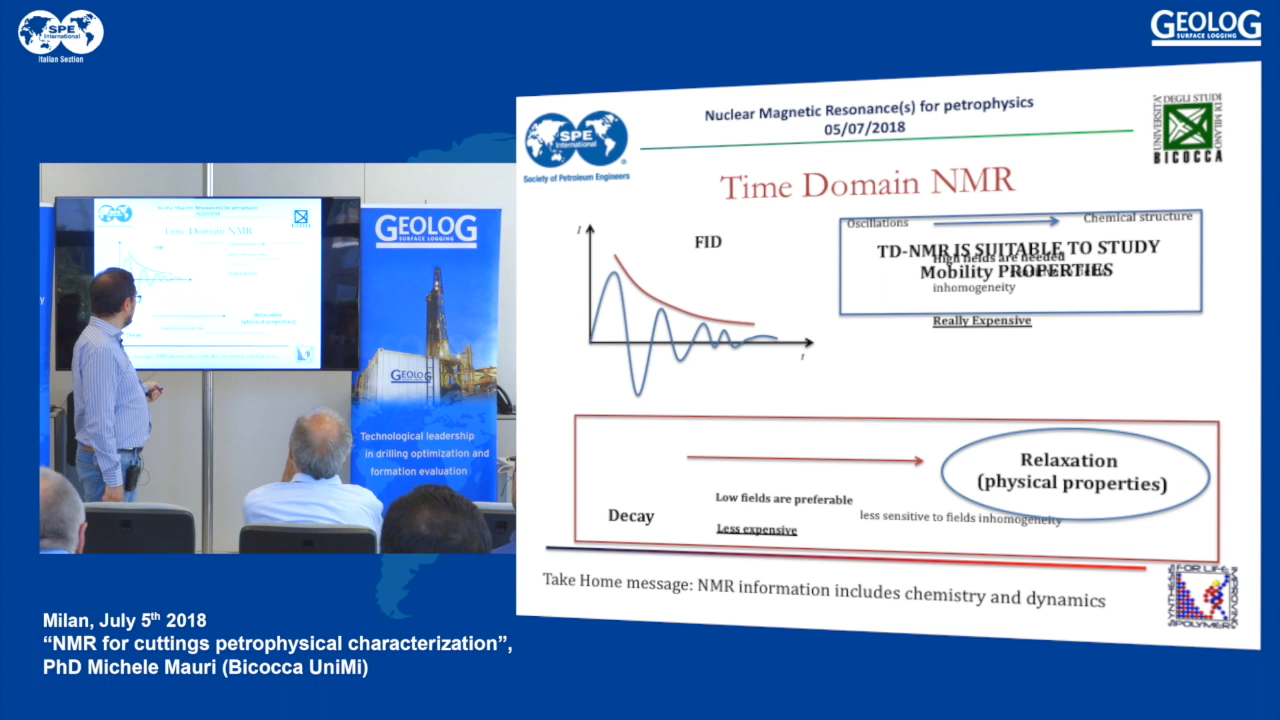 SPE
International
Italian Section
GEOLOG
SURFACE LOGGING
SPE
International
Society of Petroleum Engineers
Nuclear Magnetic Resonance(s) for petrophysics
05/07/2018
UNIVERSITA' DEGLI STUDI DI MILANO
BICOCCA
Time Domain NMR
I
FID
t
Oscillations
Chemical structure
TD-NMR IS SUITABLE TO STUDY
Mobility PROPERTIES
High fields are needed
inhomogeneity
Really Expensive
Decay
Low fields are preferable
less sensitive to fields inhomogeneity
Less expensive
Relaxation
(physical properties)
Take Home message: NMR information includes chemistry and dynamics
Time Domain NMR
GEOLOG
SURFACE LOGGING
GEOLOG
Technological leadership
in drilling optimization and
formation evaluation
Milan, July 5th 2018
“NMR for cuttings petrophysical characterization”,
PhD Michele Mauri (Bicocca UniMi)